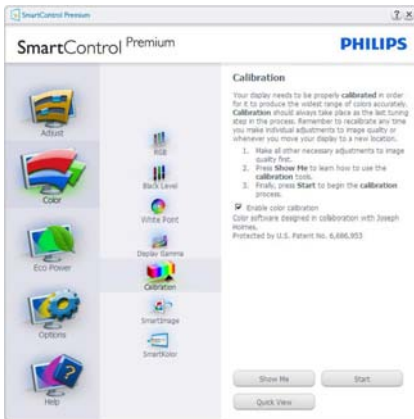 SmartControl Premium
SmartControl Premium
PHILIPS
Adjust
Color
Eco Power
Options
Help
RGB
Black Level
White Point
Display Gamma
Calibration
SmartImage
SmartKolor
Calibration
Your display needs to be properly calibrated in order
for it to produce the widest range of colors accurately.
Calibration should always take place as the last tuning
step in the process. Remember to recalibrate any time
you make individual adjustments to image quality or
whenever you move your display to a new location.
1. Make all other necessary adjustments to image
quality first.
2. Press Show Me to learn how to use the
calibration tools.
3. Finally, press Start to begin the calibration
process.
Enable color calibration
Color software designed in collaboration with Joseph
Holmes.
Protected by U.S. Patent No. 6,686,953
Show Me
Start
Quick View